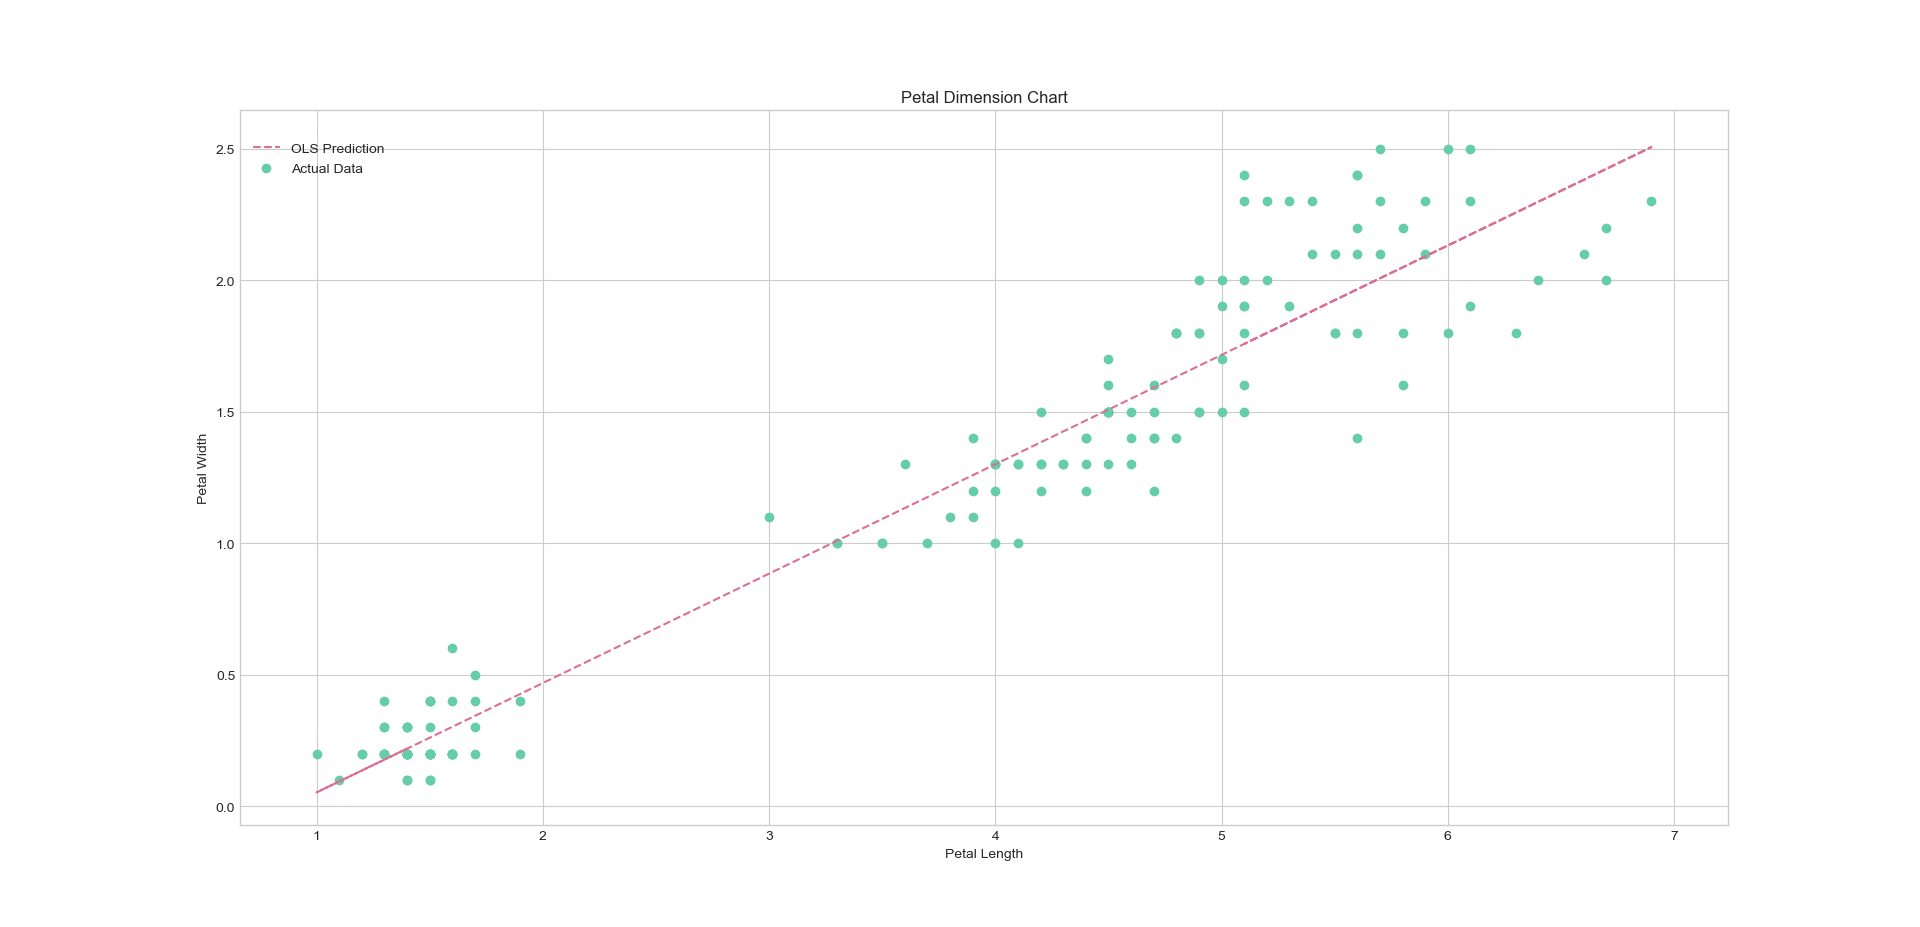 Petal Dimension Chart
OLS Prediction
Actual Data
2.5
2.0
1.5
1.0
0.5
0.0
Petal Width
1 2 3 4 5 6 7
Petal Length